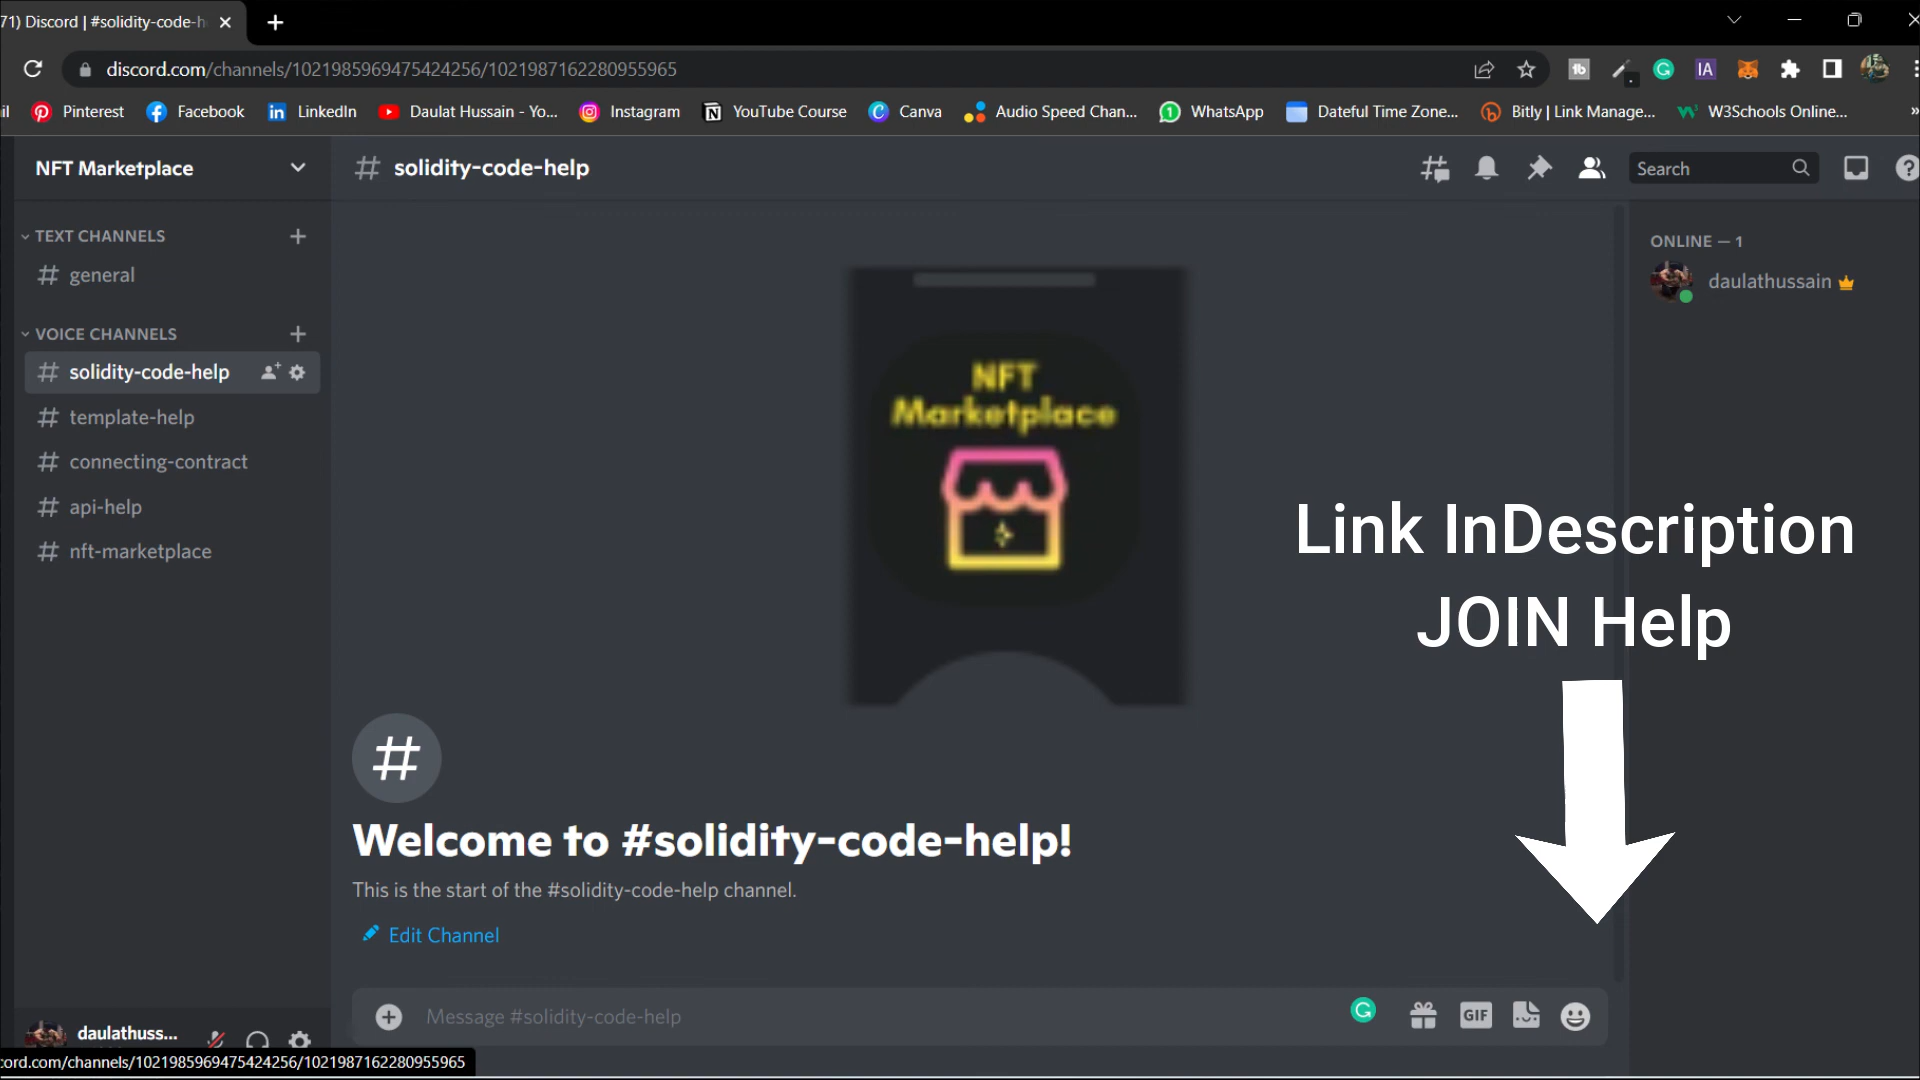 71) Discord | #solidity-code-h
discord.com/channels/1021985969475424256/1021987162280955965
Pinterest
Facebook
LinkedIn
Daulat Hussain - Yo...
Instagram
YouTube Course
Canva
Audio Speed Chan...
WhatsApp
Dateful Time Zone...
Bitly | Link Manage...
W3Schools Online...
NFT Marketplace
# solidity-code-help
Search
TEXT CHANNELS
# general
VOICE CHANNELS
# solidity-code-help
# template-help
# connecting-contract
# api-help
# nft-marketplace
NFT
Marketplace
ONLINE — 1
daulathussain
Link InDescription
JOIN Help
#
Welcome to #solidity-code-help!
This is the start of the #solidity-code-help channel.
Edit Channel
Message #solidity-code-help
GIF
daulathuss...
cord.com/channels/1021985969475424256/1021987162280955965